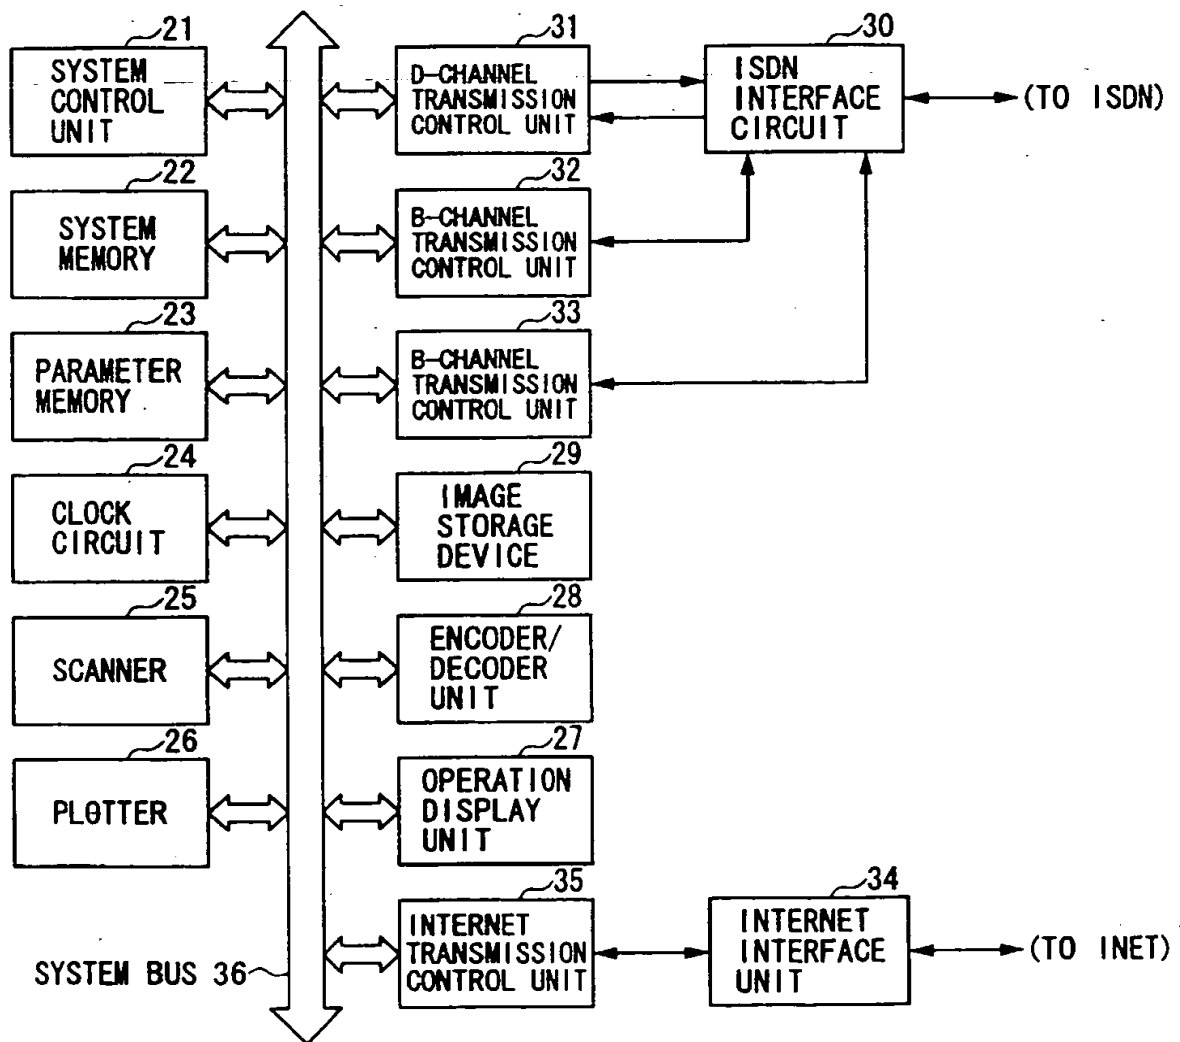 21
SYSTEM
CONTROL
UNIT
22
SYSTEM
MEMORY
23
PARAMETER
MEMORY
24
CLOCK
CIRCUIT
25
SCANNER
26
PLOTTER
SYSTEM BUS 36
31
D-CHANNEL
TRANSMISSION
CONTROL UNIT
32
B-CHANNEL
TRANSMISSION
CONTROL UNIT
33
B-CHANNEL
TRANSMISSION
CONTROL UNIT
29
IMAGE
STORAGE
DEVICE
28
ENCODER/
DECODER
UNIT
27
OPERATION
DISPLAY
UNIT
35
INTERNET
TRANSMISSION
CONTROL UNIT
30
ISDN
INTERFACE
CIRCUIT
(TO ISDN)
34
INTERNET
INTERFACE
UNIT
(TO INET)